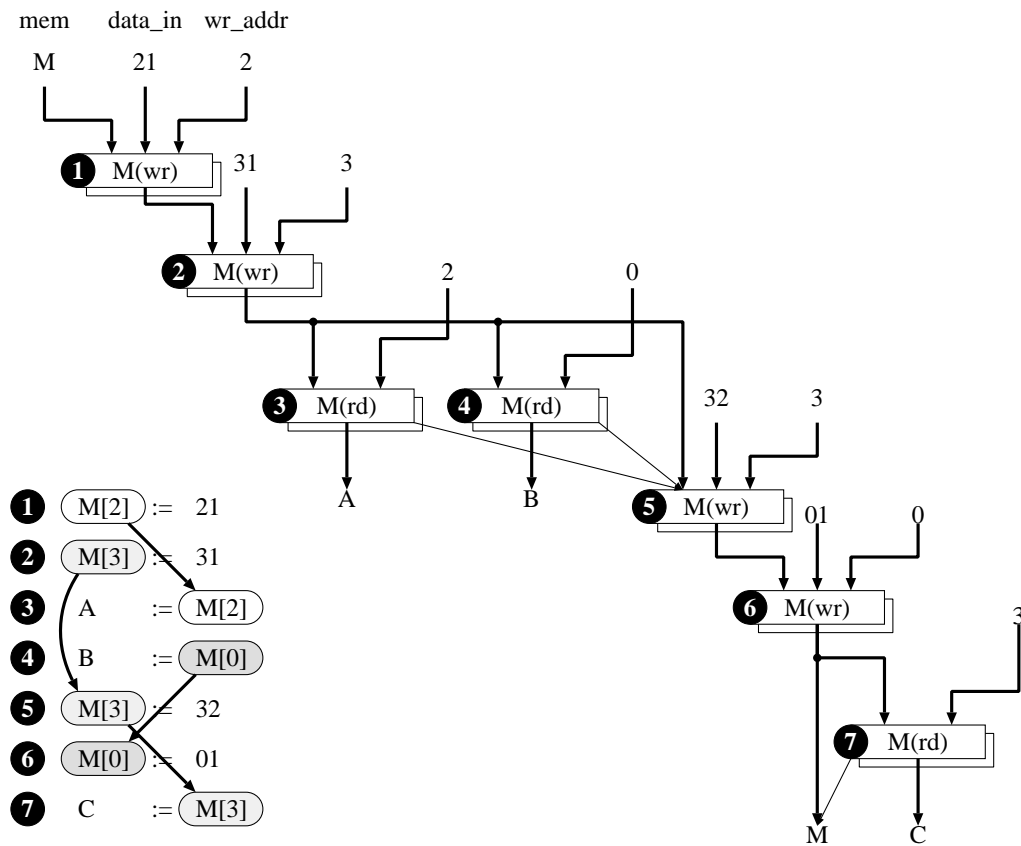 mem data_in wr_addr
M 21 2
1 M(wr) 31 3
2 M(wr) 2 0
3 M(rd) 4 M(rd) 32 3
A B
5 M(wr) 01 0
6 M(wr) 3
7 M(rd)
M C
1 M[2] := 21
2 M[3] := 31
3 A := M[2]
4 B := M[0]
5 M[3] := 32
6 M[0] := 01
7 C := M[3]